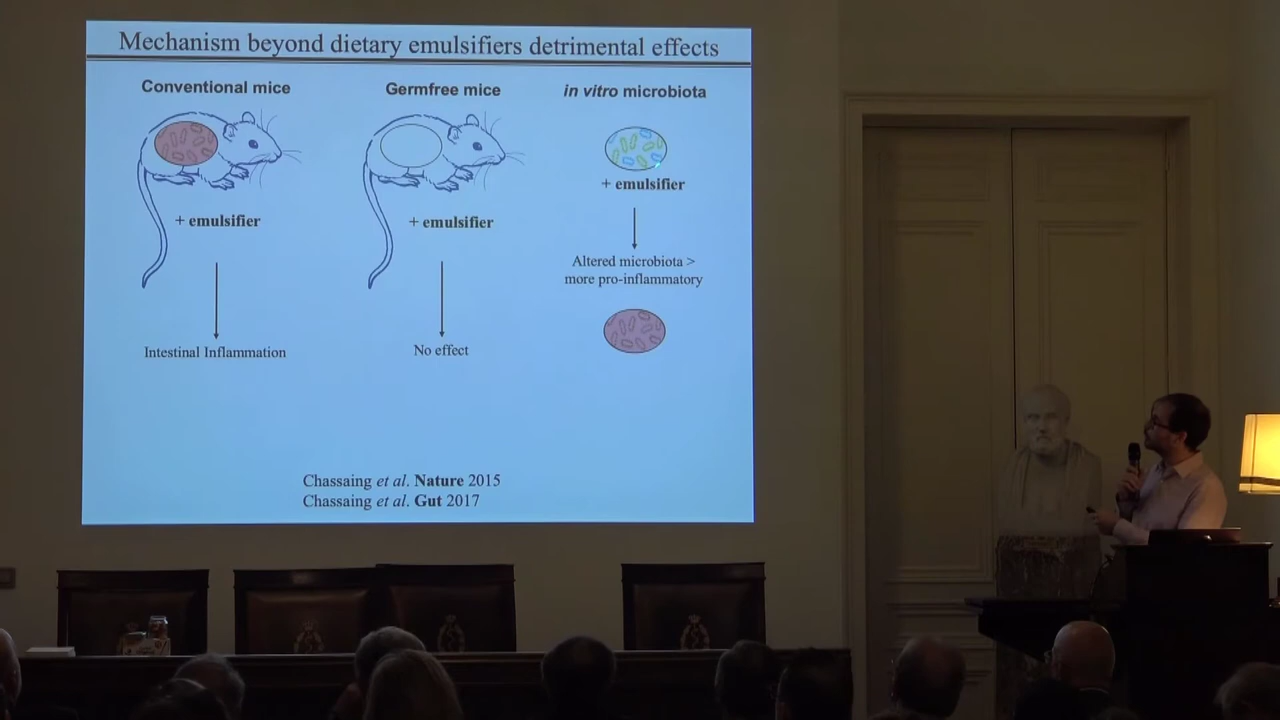 Mechanism beyond dietary emulsifiers detrimental effects
Conventional mice
+ emulsifier
Intestinal Inflammation
Germfree mice
+ emulsifier
No effect
in vitro microbiota
+ emulsifier
Altered microbiota >
more pro-inflammatory
Chassaing et al. Nature 2015
Chassaing et al. Gut 2017